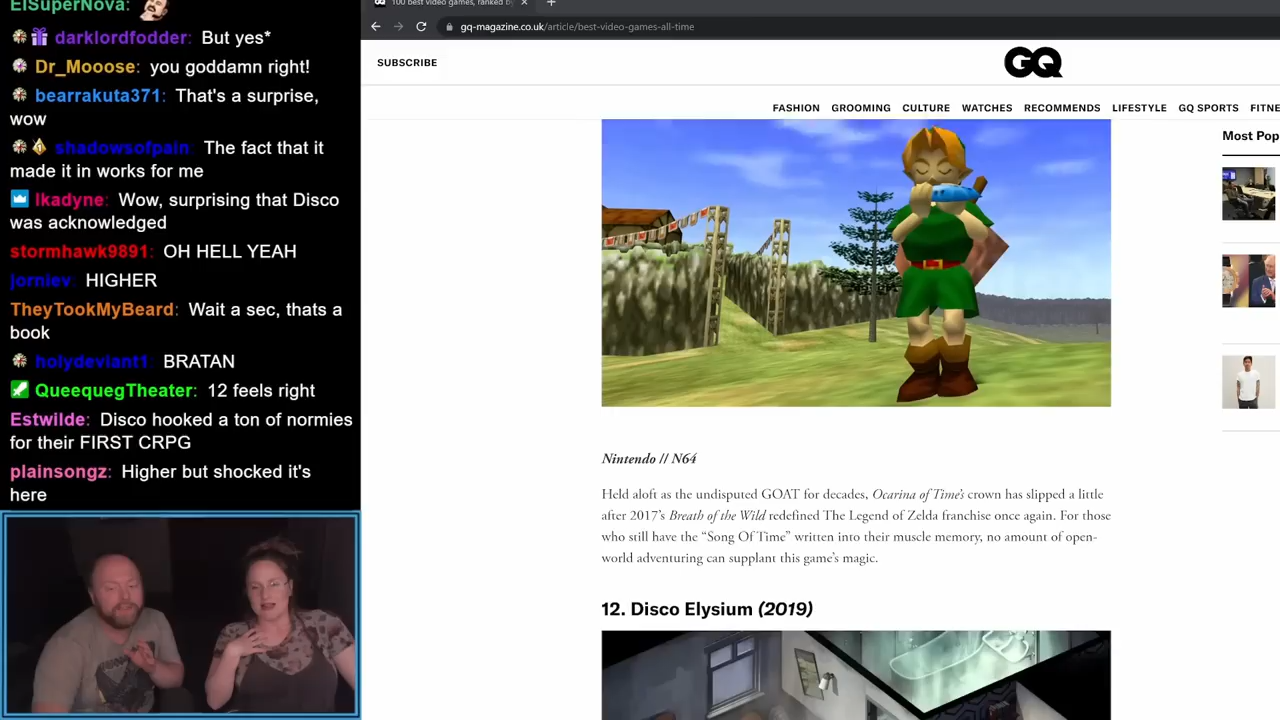 ElSuperNova:
darklordfodder: But yes*
Dr_Mooose: you goddamn right!
bearrakuta371: That's a surprise,
wow
shadowsofpain The fact that it
made it in works for me
Ikadyne: Wow, surprising that Disco
was acknowledged
stormhawk9891: OH HELL YEAH
jorniev: HIGHER
TheyTookMyBeard: Wait a sec, thats a
book
holydeviant1: BRATAN
QueequegTheater: 12 feels right
Estwilde: Disco hooked a ton of normies
for their FIRST CRPG
plainsongz: Higher but shocked it's
here
100 best video games, ranked by
gq-magazine.co.uk/article/best-video-games-all-time
SUBSCRIBE
GQ
FASHION GROOMING CULTURE WATCHES RECOMMENDS LIFESTYLE GQ SPORTS FITNE
Most Pop
Nintendo // N64
Held aloft as the undisputed GOAT for decades, Ocarina of Time's crown has slipped a little
after 2017's Breath of the Wild redefined The Legend of Zelda franchise once again. For those
who still have the “Song Of Time” written into their muscle memory, no amount of open-
world adventuring can supplant this game's magic.
12. Disco Elysium (2019)